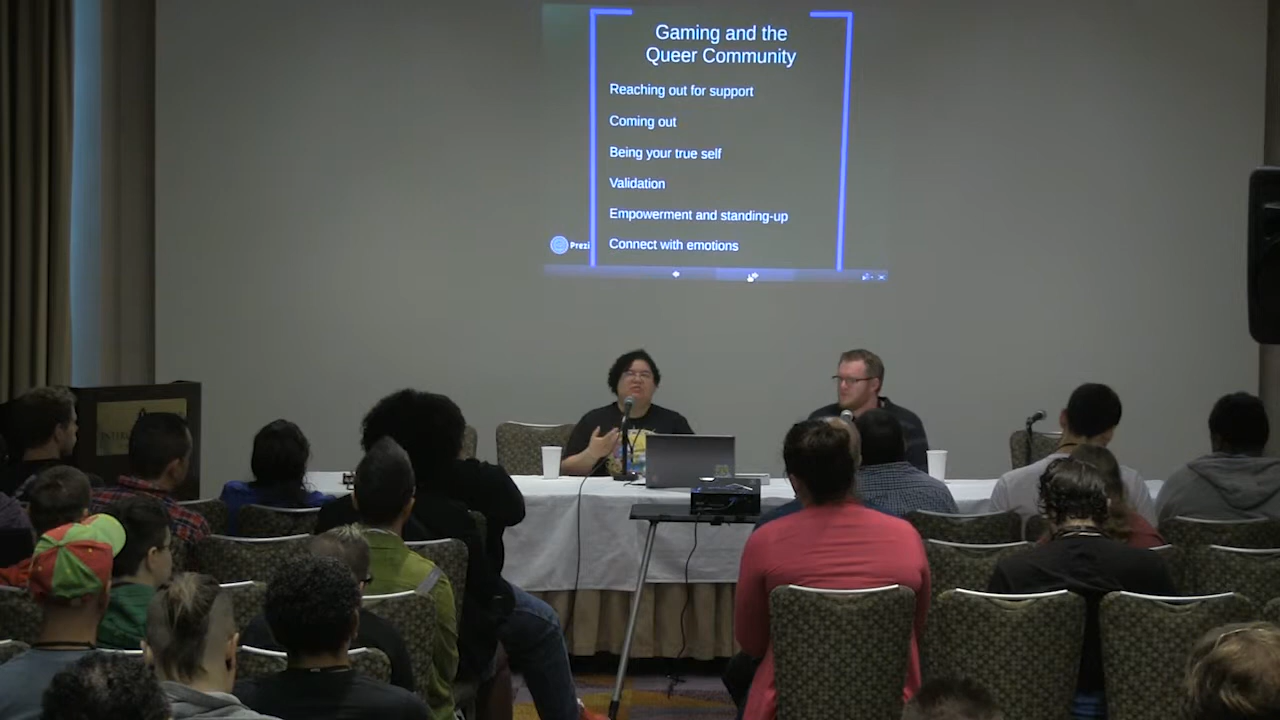 Gaming and the
Queer Community
Reaching out for support
Coming out
Being your true self
Validation
Empowerment and standing-up
Connect with emotions
Prezi